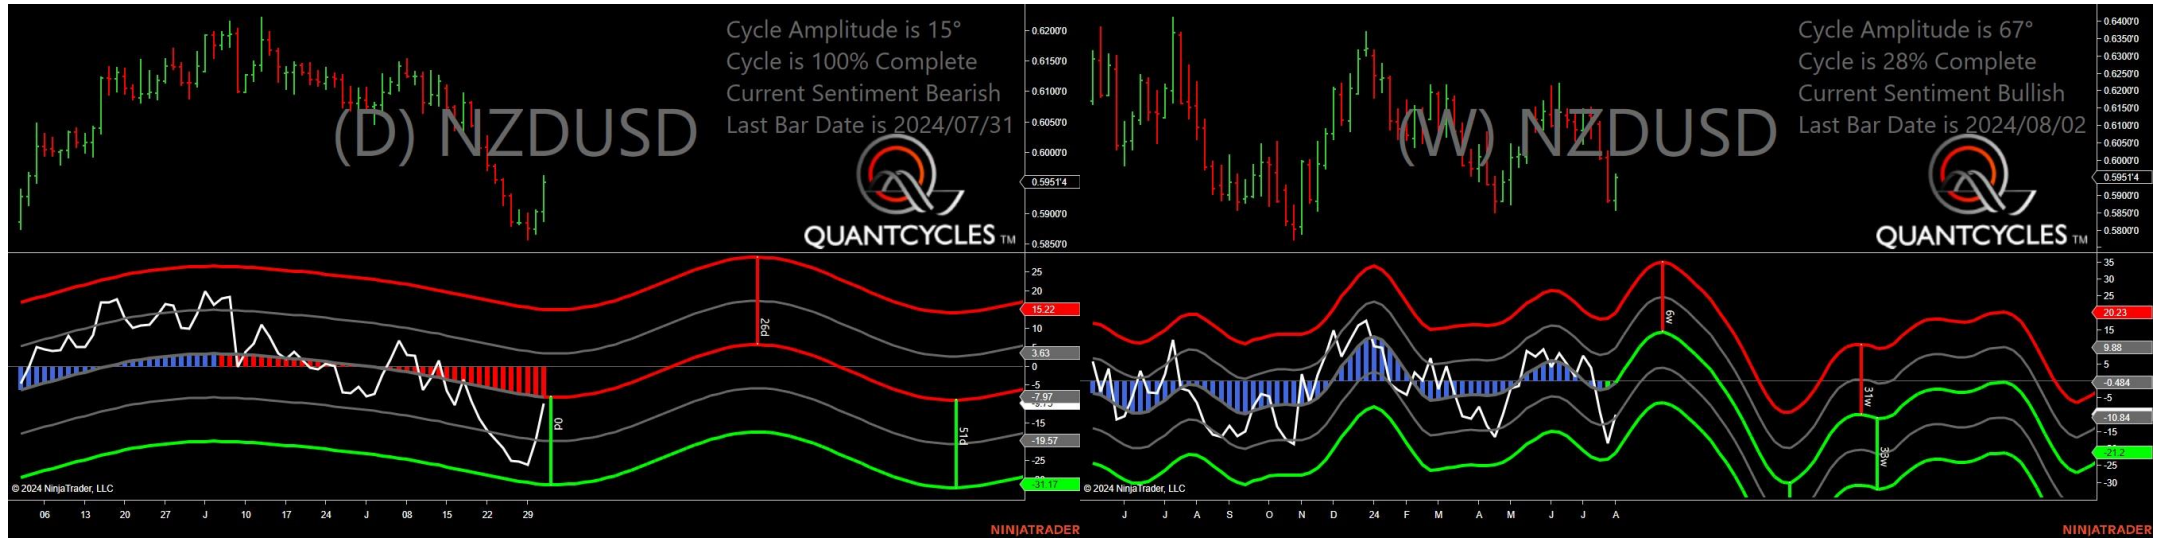 Cycle Amplitude is 15°
Cycle is 100% Complete
Current Sentiment Bearish
Last Bar Date is 2024/07/31
(D) NZDUSD
QUANTCYCLES TM
0.6200'0
0.6150'0
0.6100'0
0.6050'0
0.6000'0
0.5951'4
0.5900'0
0.5850'0
25
20
15.22
10
5
3.63
0
-5
-7.97
-9.75
-15
-19.57
-25
-31.17
26d
0d
51d
© 2024 NinjaTrader, LLC
06 13 20 27 J 10 17 24 J 08 15 22 29
NINJATRADER
Cycle Amplitude is 67°
Cycle is 28% Complete
Current Sentiment Bullish
Last Bar Date is 2024/08/02
(W) NZDUSD
QUANTCYCLES TM
0.6400'0
0.6350'0
0.6300'0
0.6250'0
0.6200'0
0.6150'0
0.6100'0
0.6050'0
0.6000'0
0.5951'4
0.5900'0
0.5850'0
0.5800'0
35
30
25
20.23
15
9.88
5
-0.484
-5
-10.84
-15
-21.2
-25
-30
6w
31w
33w
© 2024 NinjaTrader, LLC
J J A S O N D 24 F M A M J J A
NINJATRADER